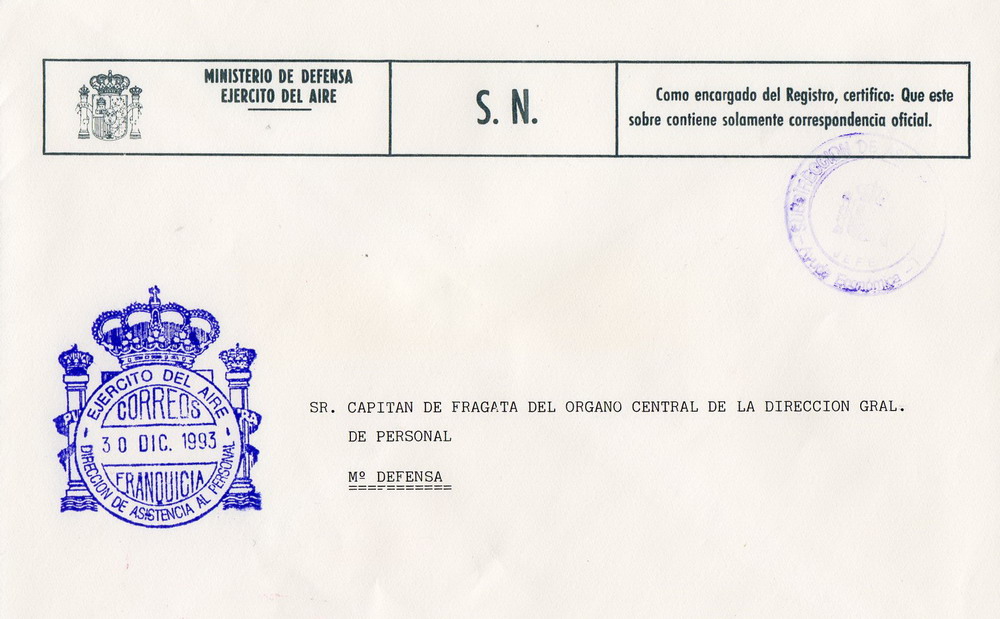 MINISTERIO DE DEFENSA
EJERCITO DEL AIRE
S. N.
Como encargado del Registro, certifico: Que este
sobre contiene solamente correspondencia oficial.
DE
Económica
EJERCITO DEL AIRE
CORREOS
30 DIC. 1993
FRANQUICIA
DIRECCION DE ASISTENCIA AL PERSONAL
SR. CAPITAN DE FRAGATA DEL ORGANO CENTRAL DE LA DIRECCION GRAL.
DE PERSONAL
Mº DEFENSA